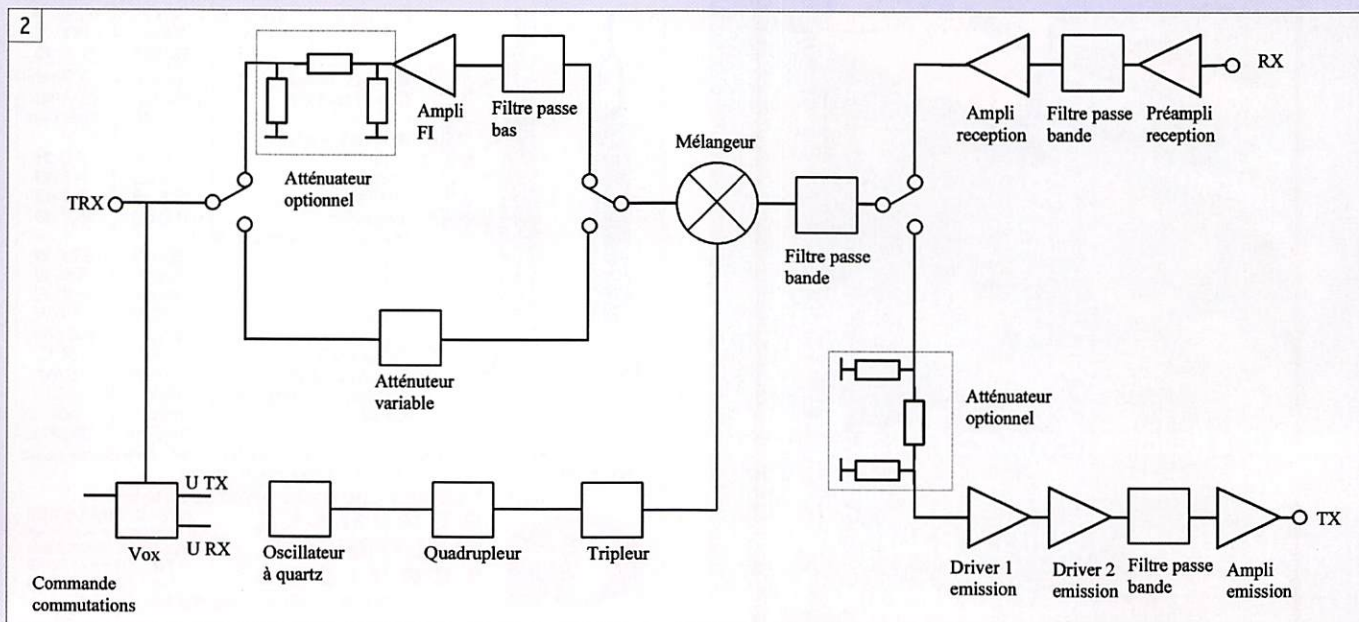 2
Ampli
FI
Filtre passe
bas
Atténuateur
optionnel
TRX
Mélangeur
Filtre passe
bande
Ampli
reception
Filtre passe
bande
Préampli
reception
RX
Atténuteur
variable
Atténuateur
optionnel
U TX
U RX
Vox
Commande
commutations
Oscillateur
à quartz
Quadrupleur
Tripleur
Driver 1
emission
Driver 2
emission
Filtre passe
bande
Ampli
emission
TX